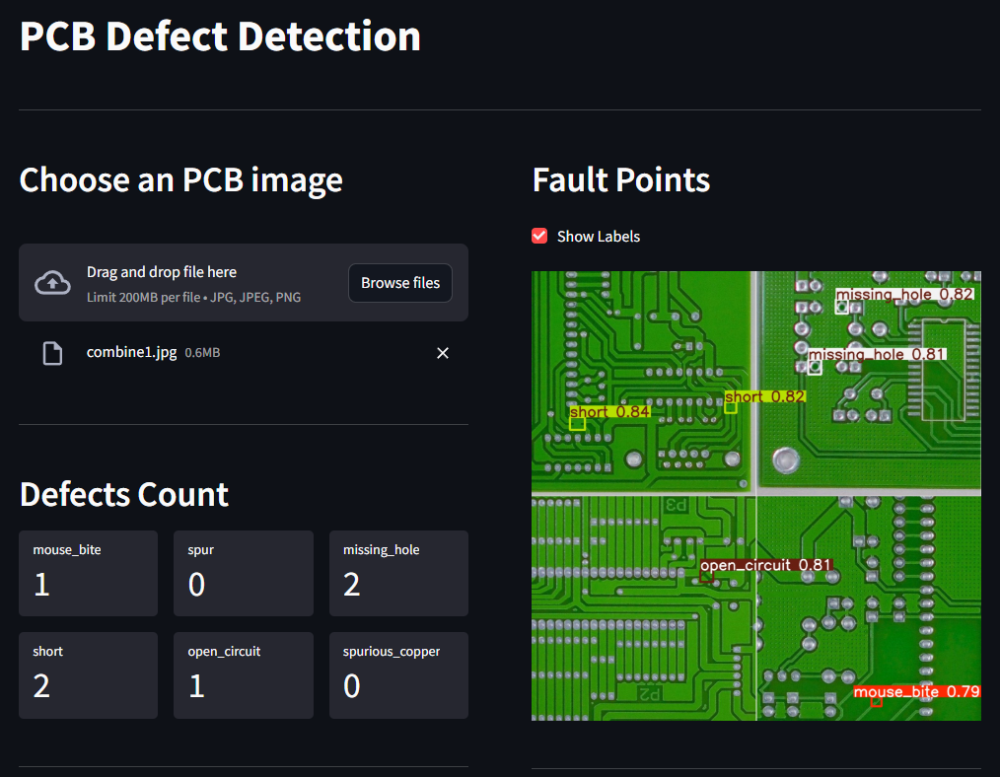 PCB Defect Detection
Choose an PCB image
Drag and drop file here
Limit 200MB per file • JPG, JPEG, PNG
Browse files
combine1.jpg 0.6MB
Defects Count
mouse_bite
1
spur
0
missing_hole
2
short
2
open_circuit
1
spurious_copper
0
Fault Points
Show Labels
missing_hole 0.82
missing_hole 0.81
short 0.82
short 0.84
P3
open_circuit 0.81
P2
mouse_bite 0.79